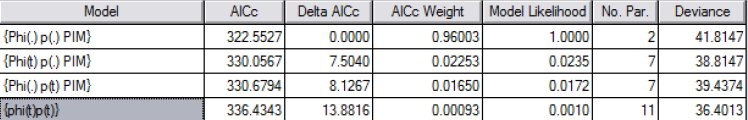 Model AICc Delta AICc AICc Weight Model Likelihood No. Par. Deviance
{Phi(.) p(.) PIM} 322.5527 0.0000 0.96003 1.0000 2 41.8147
{Phi(t) p(.) PIM} 330.0567 7.5040 0.02253 0.0235 7 38.8147
{Phi(.) p(t) PIM} 330.6794 8.1267 0.01650 0.0172 7 39.4374
{phi(t)p(t)} 336.4343 13.8816 0.00093 0.0010 11 36.4013